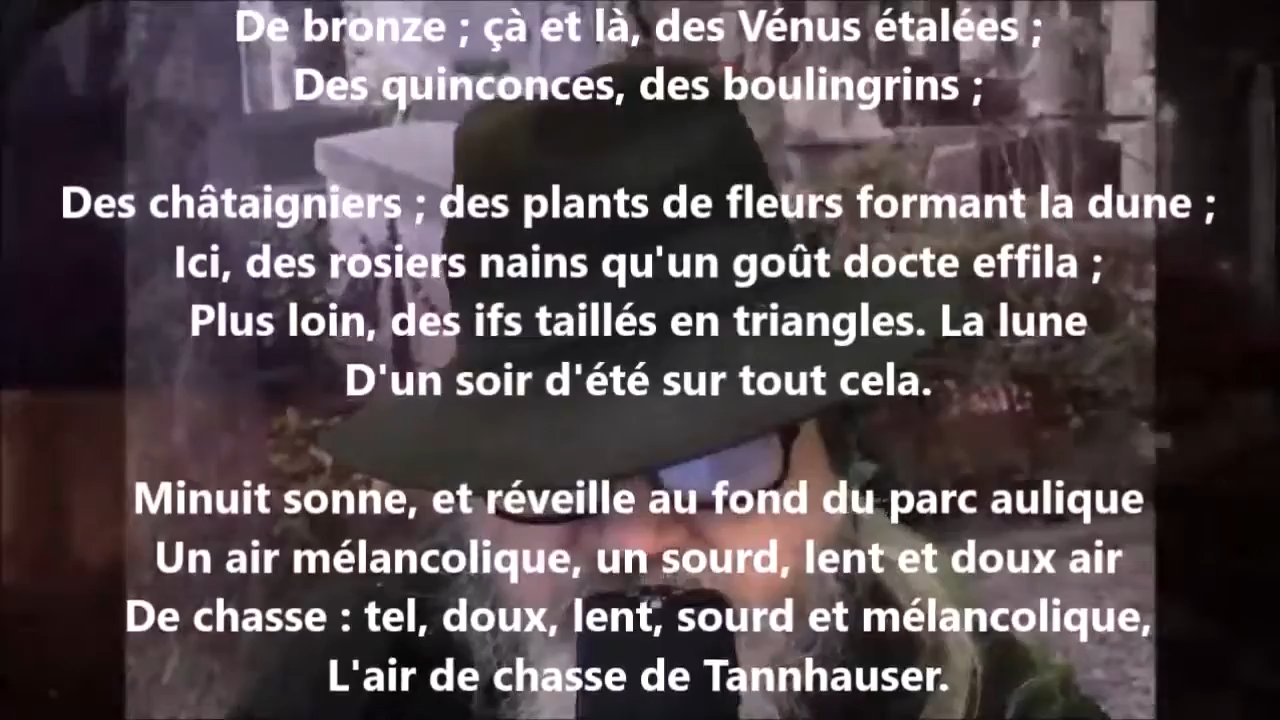 De bronze ; çà et là, des Vénus étalées ;
Des quinconces, des boulingrins ;
Des châtaigniers ; des plants de fleurs formant la dune ;
Ici, des rosiers nains qu'un goût docte effila ;
Plus loin, des ifs taillés en triangles. La lune
D'un soir d'été sur tout cela.
Minuit sonne, et réveille au fond du parc aulique
Un air mélancolique, un sourd, lent et doux air
De chasse : tel, doux, lent, sourd et mélancolique,
L'air de chasse de Tannhauser.